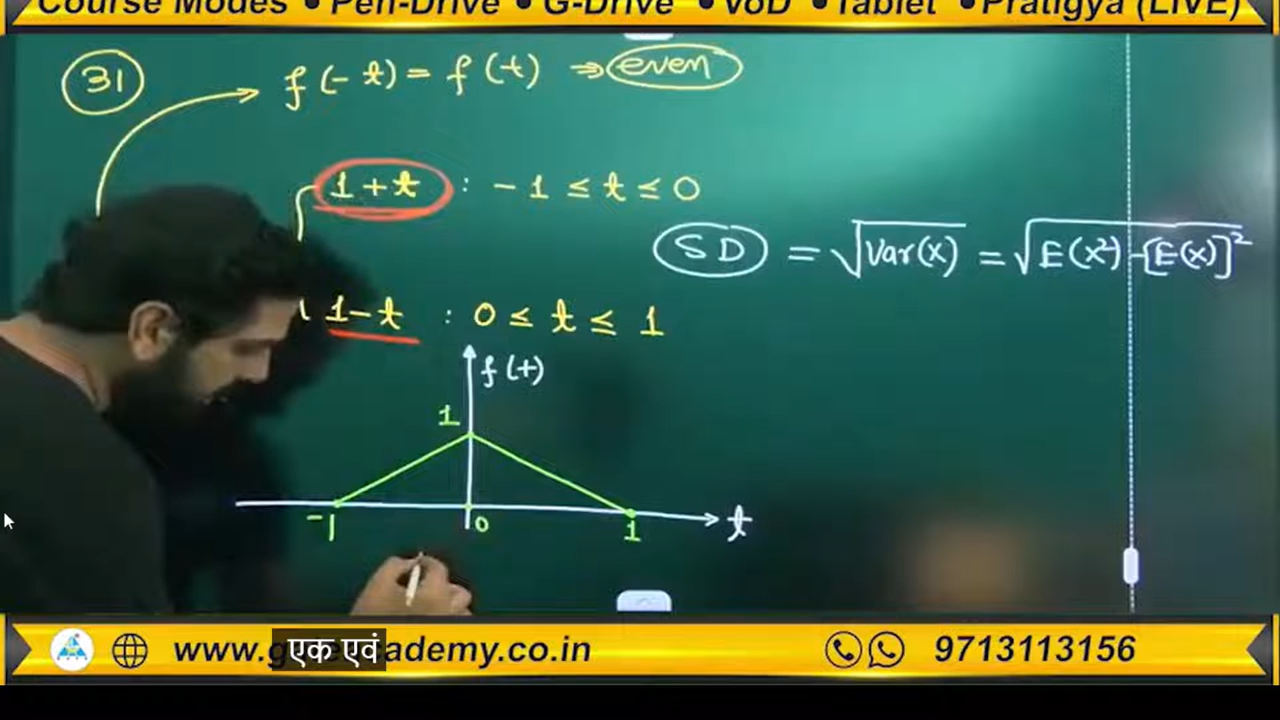 Course Modes • Pen-Drive • G-Drive • VoD • Tablet • Pratigya (LIVE)
31
f(-t) = f(t) ⇒ even
1+t : -1 ≤ t ≤ 0
SD = √Var(x) = √E(x²)-[E(x)]²
1-t : 0 ≤ t ≤ 1
f(t)
1
-1 0 1 t
एक एवं
www.g ademy.co.in
9713113156